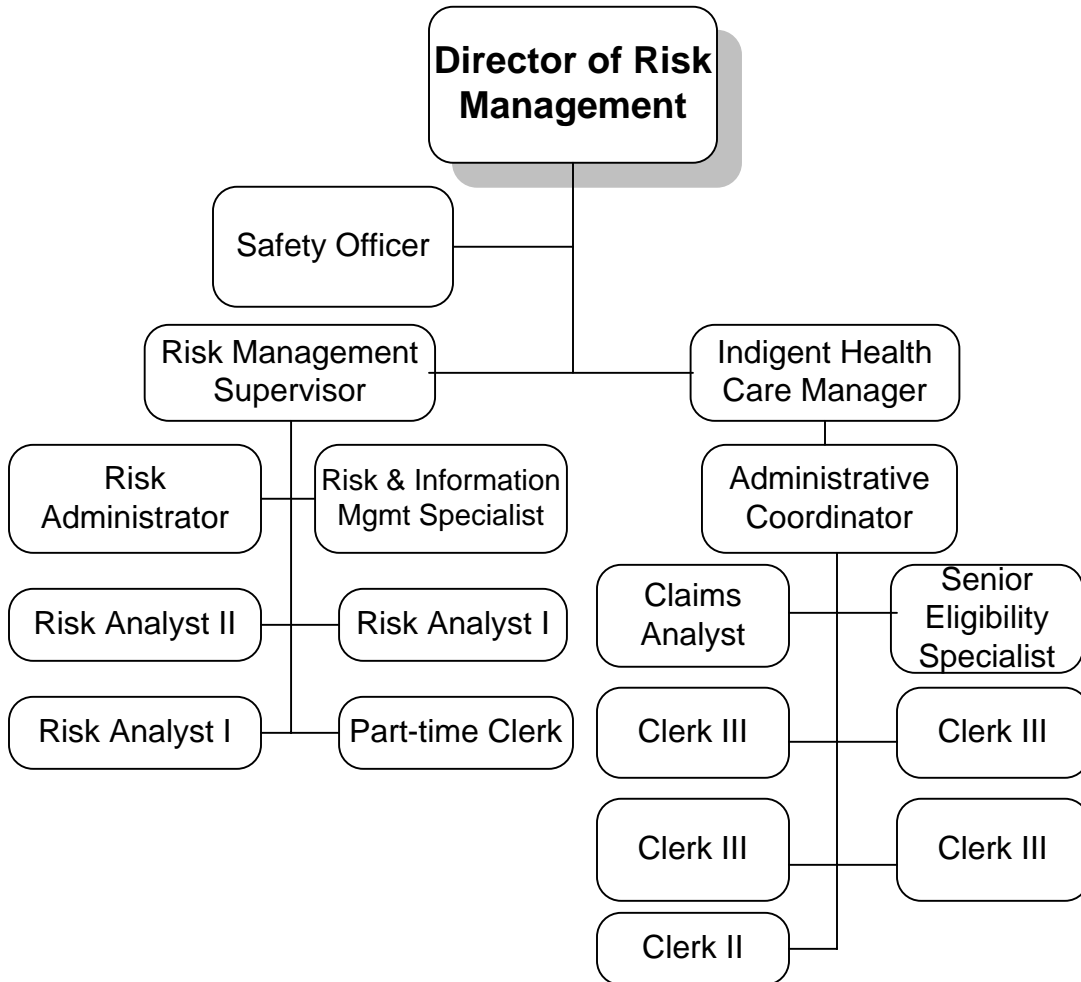 Director of Risk
Management
Safety Officer
Risk Management
Supervisor
Indigent Health
Care Manager
Risk
Administrator
Risk & Information
Mgmt Specialist
Administrative
Coordinator
Risk Analyst II
Risk Analyst I
Claims
Analyst
Senior
Eligibility
Specialist
Risk Analyst I
Part-time Clerk
Clerk III
Clerk III
Clerk III
Clerk III
Clerk II